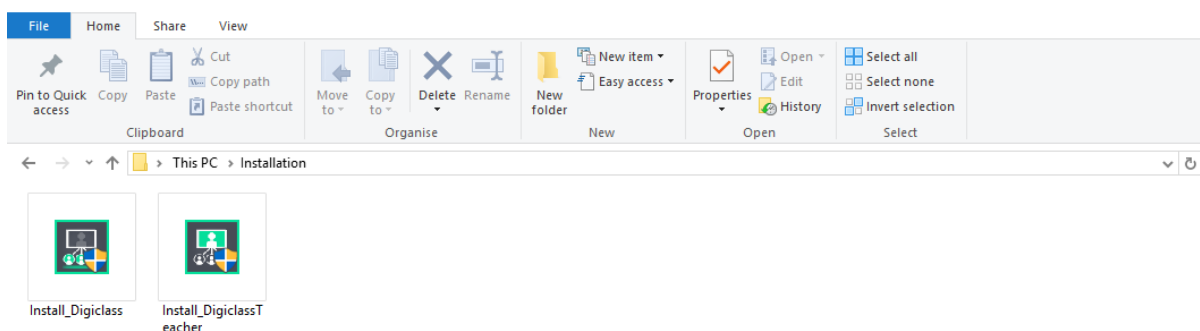 File Home Share View
Pin to Quick access
Copy
Paste
Cut
Copy path
Paste shortcut
Clipboard
Move to
Copy to
Delete
Rename
Organise
New folder
New item
Easy access
New
Properties
Open
Edit
History
Open
Select all
Select none
Invert selection
Select
This PC > Installation
Install_Digiclass
Install_DigiclassT
eacher